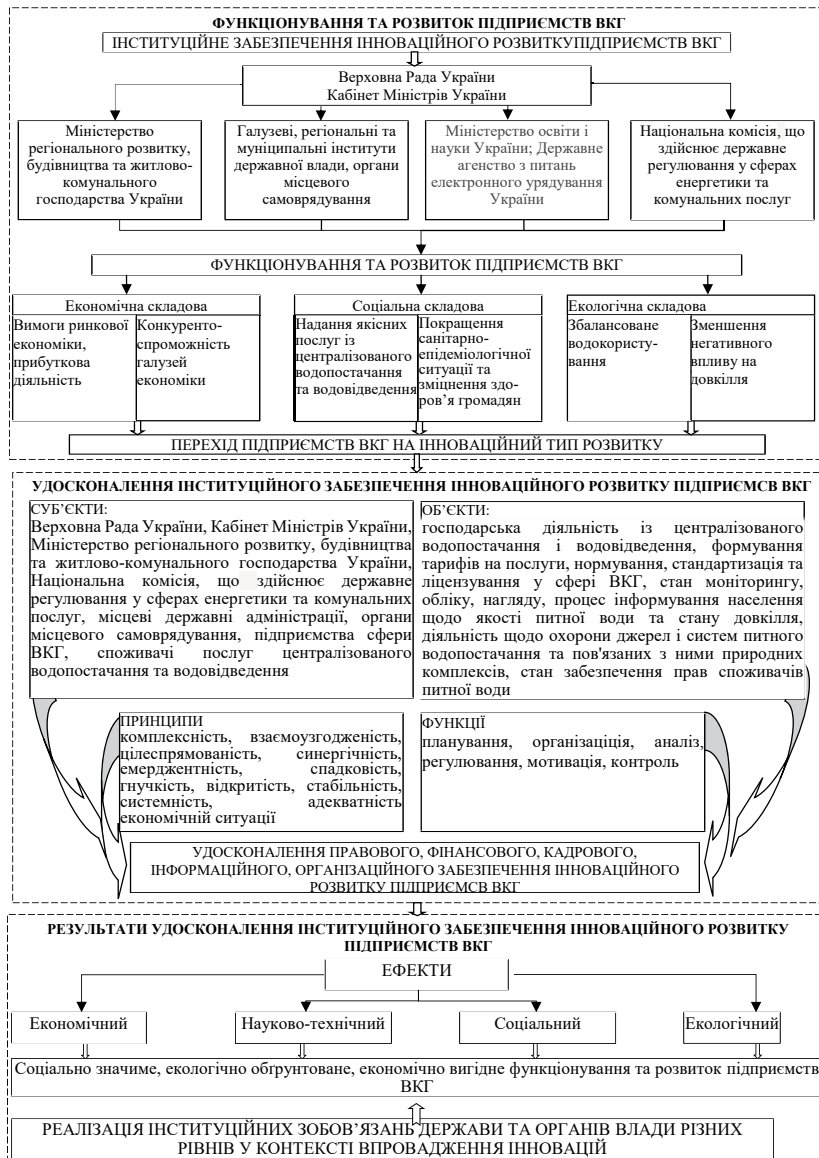 ФУНКЦІОНУВАННЯ ТА РОЗВИТОК ПІДПРИЄМСТВ ВКГ
ІНСТИТУЦІЙНЕ ЗАБЕЗПЕЧЕННЯ ІННОВАЦІЙНОГО РОЗВИТКУПІДПРИЄМСТВ ВКГ
Верховна Рада України
Кабінет Міністрів України
Міністерство
регіонального розвитку,
будівництва та житлово-
комунального
господарства України
Галузеві, регіональні та
муніципальні інститути
державної влади, органи
місцевого
самоврядування
Міністерство освіти і
науки України; Державне
агенство з питань
електронного урядування
України
Національна комісія, що
здійснює державне
регулювання у сферах
енергетики та
комунальних послуг
ФУНКЦІОНУВАННЯ ТА РОЗВИТОК ПІДПРИЄМСТВ ВКГ
Економічна складова
Вимоги ринкової
економіки,
прибуткова
діяльність
Конкуренто-
спроможність
галузей
економіки
Соціальна складова
Надання якісних
послуг із
централізованого
водопостачання
та водовідведення
Покращення
санітарно-
епідеміологічної
ситуації та
зміцнення здо-
ров’я громадян
Екологічна складова
Збалансоване
водокористу-
вання
Зменшення
негативного
впливу на
довкілля
ПЕРЕХІД ПІДПРИЄМСТВ ВКГ НА ІННОВАЦІЙНИЙ ТИП РОЗВИТКУ
УДОСКОНАЛЕННЯ ІНСТИТУЦІЙНОГО ЗАБЕЗПЕЧЕННЯ ІННОВАЦІЙНОГО РОЗВИТКУ ПІДПРИЄМСВ ВКГ
СУБ’ЄКТИ:
Верховна Рада України, Кабінет Міністрів України,
Міністерство регіонального розвитку, будівництва
та житлово-комунального господарства України,
Національна комісія, що здійснює державне
регулювання у сферах енергетики та комунальних
послуг, місцеві державні адміністрації, органи
місцевого самоврядування, підприємства сфери
ВКГ, споживачі послуг централізованого
водопостачання та водовідведення
ОБ’ЄКТИ:
господарська діяльність із централізованого
водопостачання і водовідведення, формування
тарифів на послуги, нормування, стандартизація та
ліцензування у сфері ВКГ, стан моніторингу,
обліку, нагляду, процес інформування населення
щодо якості питної води та стану довкілля,
діяльність щодо охорони джерел і систем питного
водопостачання та пов'язаних з ними природних
комплексів, стан забезпечення прав споживачів
питної води
ПРИНЦИПИ
комплексність, взаємоузгодженість,
цілеспрямованість, синергічність,
емерджентність, спадковість,
гнучкість, відкритість, стабільність,
системність, адекватність
економічній ситуації
ФУНКЦІЇ
планування, організаціція, аналіз,
регулювання, мотивація, контроль
УДОСКОНАЛЕННЯ ПРАВОВОГО, ФІНАНСОВОГО, КАДРОВОГО,
ІНФОРМАЦІЙНОГО, ОРГАНІЗАЦІЙНОГО ЗАБЕЗПЕЧЕННЯ ІННОВАЦІЙНОГО
РОЗВИТКУ ПІДПРИЄМСВ ВКГ
РЕЗУЛЬТАТИ УДОСКОНАЛЕННЯ ІНСТИТУЦІЙНОГО ЗАБЕЗПЕЧЕННЯ ІННОВАЦІЙНОГО РОЗВИТКУ
ПІДПРИЄМСТВ ВКГ
ЕФЕКТИ
Економічний
Науково-технічний
Соціальний
Екологічний
Соціально значиме, екологічно обґрунтоване, економічно вигідне функціонування та розвиток підприємств
ВКГ
РЕАЛІЗАЦІЯ ІНСТИТУЦІЙНИХ ЗОБОВ’ЯЗАНЬ ДЕРЖАВИ ТА ОРГАНІВ ВЛАДИ РІЗНИХ
РІВНІВ У КОНТЕКСТІ ВПРОВАДЖЕННЯ ІННОВАЦІЙ